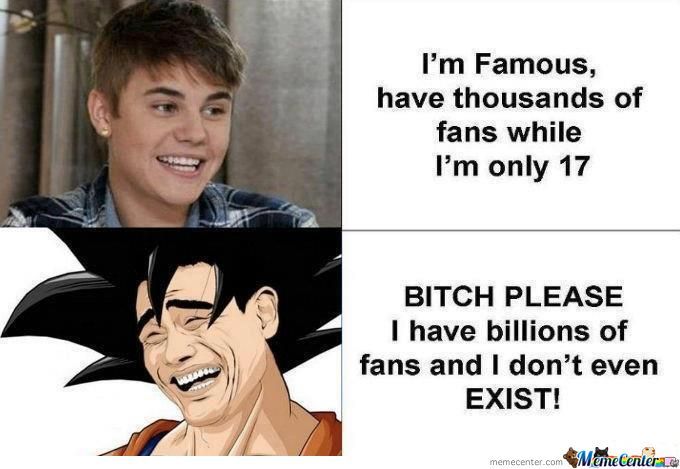 I'm Famous,
have thousands of
fans while
I'm only 17
BITCH PLEASE
I have billions of
fans and I don't even
EXIST!
memecenter.com MemeCenter